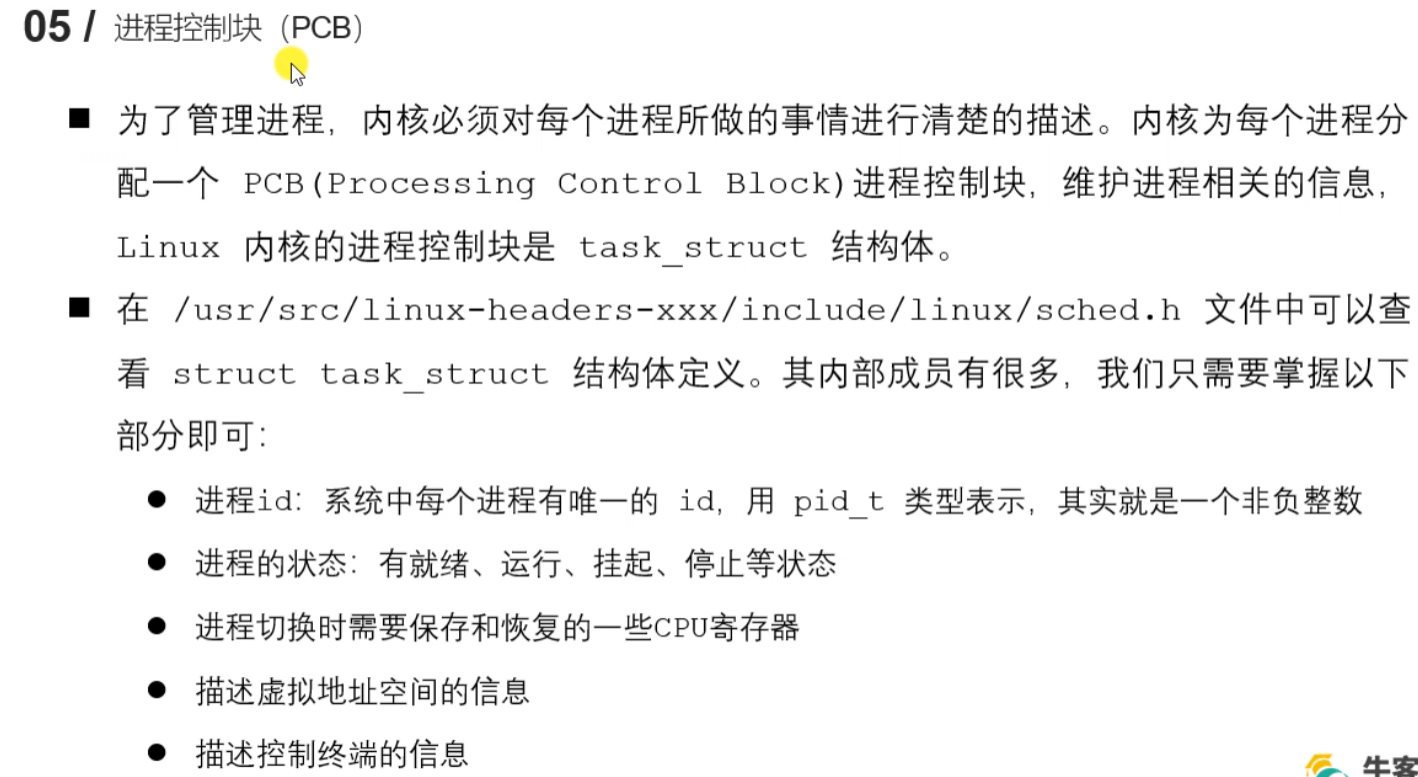 05 / 进程控制块（PCB）
■ 为了管理进程，内核必须对每个进程所做的事情进行清楚的描述。内核为每个进程分
配一个 PCB(Processing Control Block)进程控制块，维护进程相关的信息，
Linux 内核的进程控制块是 task_struct 结构体。
■ 在 /usr/src/linux-headers-xxx/include/linux/sched.h 文件中可以查
看 struct task_struct 结构体定义。其内部成员有很多，我们只需要掌握以下
部分即可：
● 进程id：系统中每个进程有唯一的 id，用 pid_t 类型表示，其实就是一个非负整数
● 进程的状态：有就绪、运行、挂起、停止等状态
● 进程切换时需要保存和恢复的一些CPU寄存器
● 描述虚拟地址空间的信息
● 描述控制终端的信息
牛客